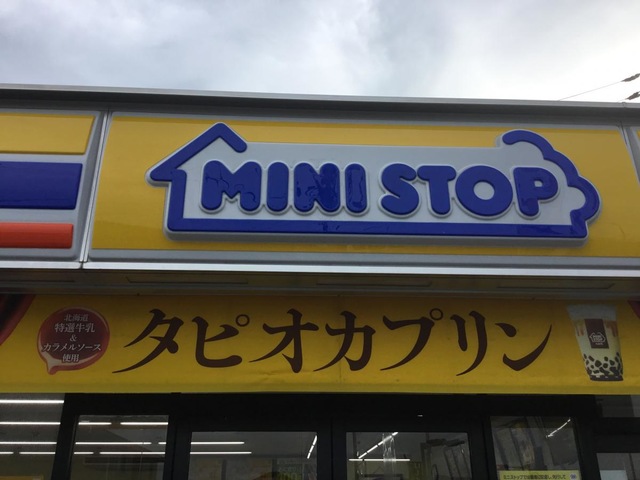 MINI STOP
北海道
特選牛乳
&
カラメルソース
使用
タピオカプリン